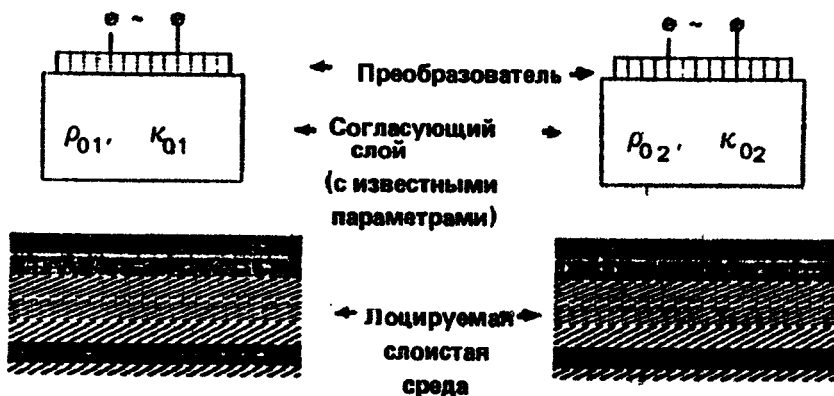 ~ ~
Преобразователь
ρ01, κ01 Согласующий ρ02, κ02
слой
(с известными
параметрами)
Лоцируемая
слоистая
среда